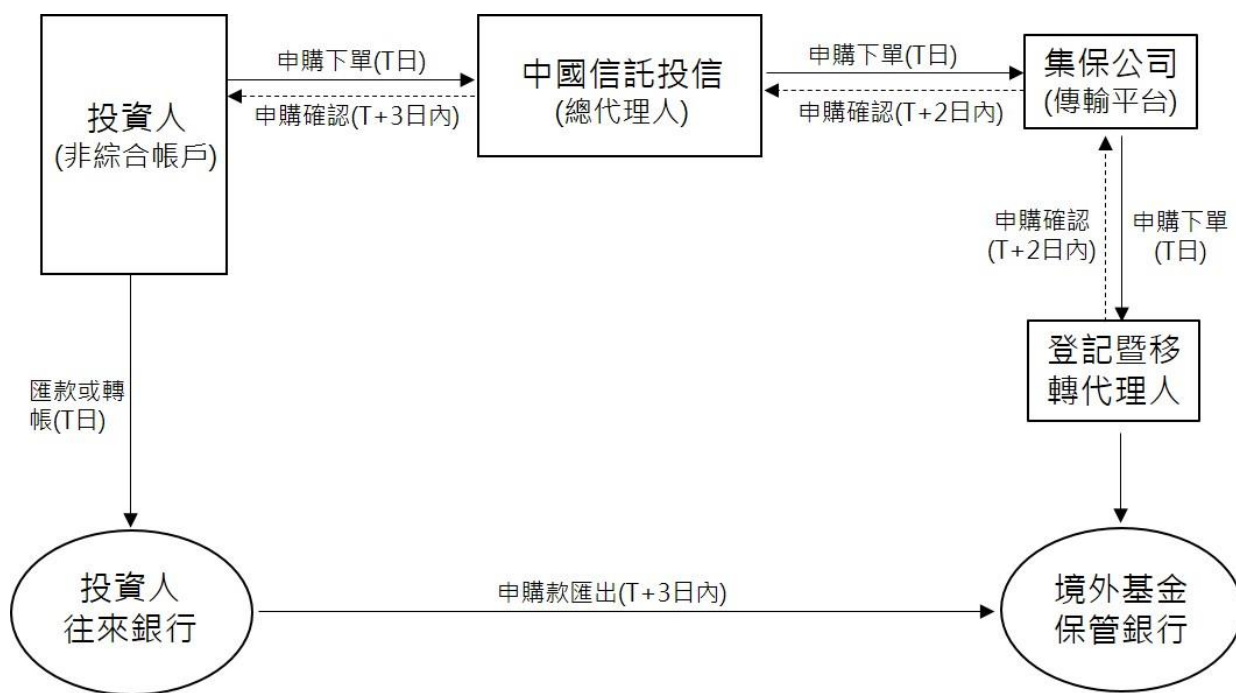 投資人
(非綜合帳戶)
申購下單(T日)
申購確認(T+3日內)
中國信託投信
(總代理人)
申購下單(T日)
申購確認(T+2日內)
集保公司
(傳輸平台)
申購確認
(T+2日內)
申購下單
(T日)
登記暨移
轉代理人
匯款或轉
帳(T日)
投資人
往來銀行
申購款匯出(T+3日內)
境外基金
保管銀行